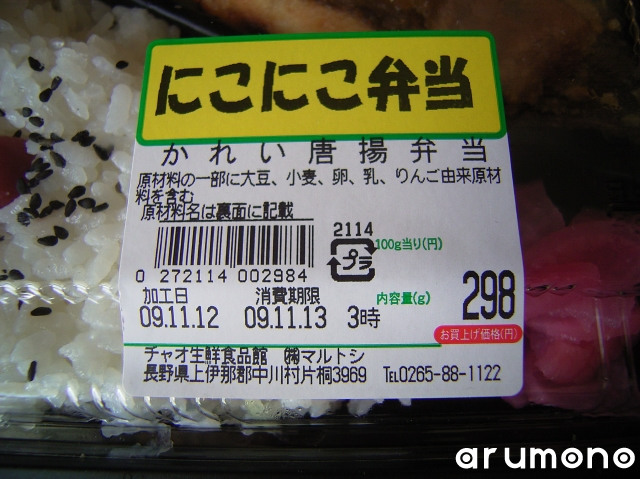 にこにこ弁当
かれい唐揚弁当
原材料の一部に大豆、小麦、卵、乳、りんご由来原材
料を含む
原材料名は裏面に記載
2114
100g当り(円)
プラ
0 272114 002984
加工日 消費期限 内容量(g) 298
09.11.12 09.11.13 3時
お買上げ価格(円)
チャオ生鮮食品館 ㈱マルトシ
長野県上伊那郡中川村片桐3969 TEL0265-88-1122
arumono